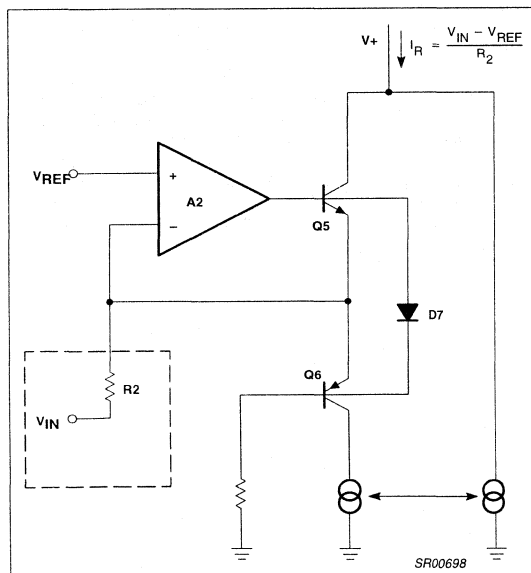 V+
I_R = V_IN − V_REF
R_2
V_REF
+
A2
−
Q5
D7
Q6
R2
V_IN
SR00698